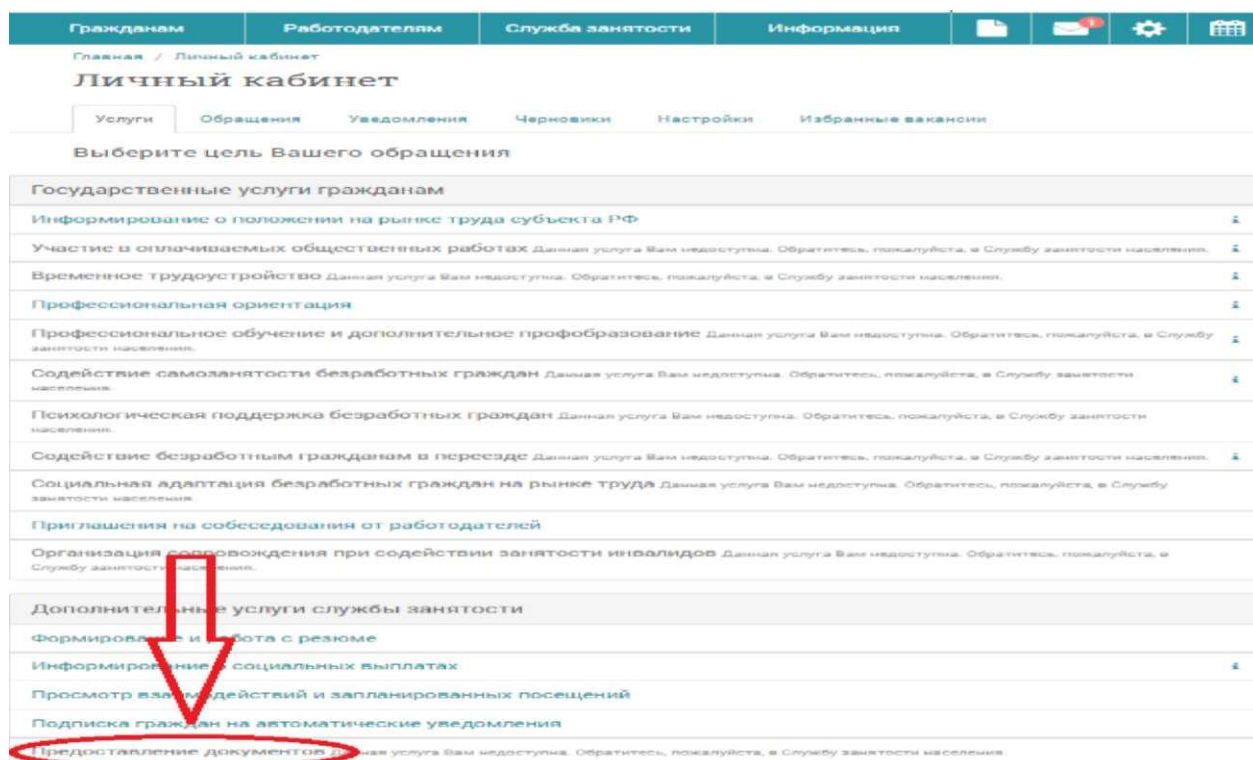 Гражданам Работодателям Служба занятости Информация 1
Главная / Личный кабинет
Личный кабинет
Услуги Обращения Уведомления Черновики Настройки Избранные вакансии
Выберите цель Вашего обращения
Государственные услуги гражданам
Информирование о положении на рынке труда субъекта РФ
Участие в оплачиваемых общественных работах Данная услуга Вам недоступна. Обратитесь, пожалуйста, в Службу занятости населения.
Временное трудоустройство Данная услуга Вам недоступна. Обратитесь, пожалуйста, в Службу занятости населения.
Профессиональная ориентация
Профессиональное обучение и дополнительное профобразование Данная услуга Вам недоступна. Обратитесь, пожалуйста, в Службу
занятости населения.
Содействие самозанятости безработных граждан Данная услуга Вам недоступна. Обратитесь, пожалуйста, в Службу занятости
населения.
Психологическая поддержка безработных граждан Данная услуга Вам недоступна. Обратитесь, пожалуйста, в Службу занятости
населения.
Содействие безработным гражданам в переезде Данная услуга Вам недоступна. Обратитесь, пожалуйста, в Службу занятости населения.
Социальная адаптация безработных граждан на рынке труда Данная услуга Вам недоступна. Обратитесь, пожалуйста, в Службу
занятости населения.
Приглашения на собеседования от работодателей
Организация сопровождения при содействии занятости инвалидов Данная услуга Вам недоступна. Обратитесь, пожалуйста, в
Службу занятости населения.
Дополнительные услуги службы занятости
Формирование и работа с резюме
Информирование о социальных выплатах
Просмотр взаимодействий и запланированных посещений
Подписка граждан на автоматические уведомления
Предоставление документов Данная услуга Вам недоступна. Обратитесь, пожалуйста, в Службу занятости населения.